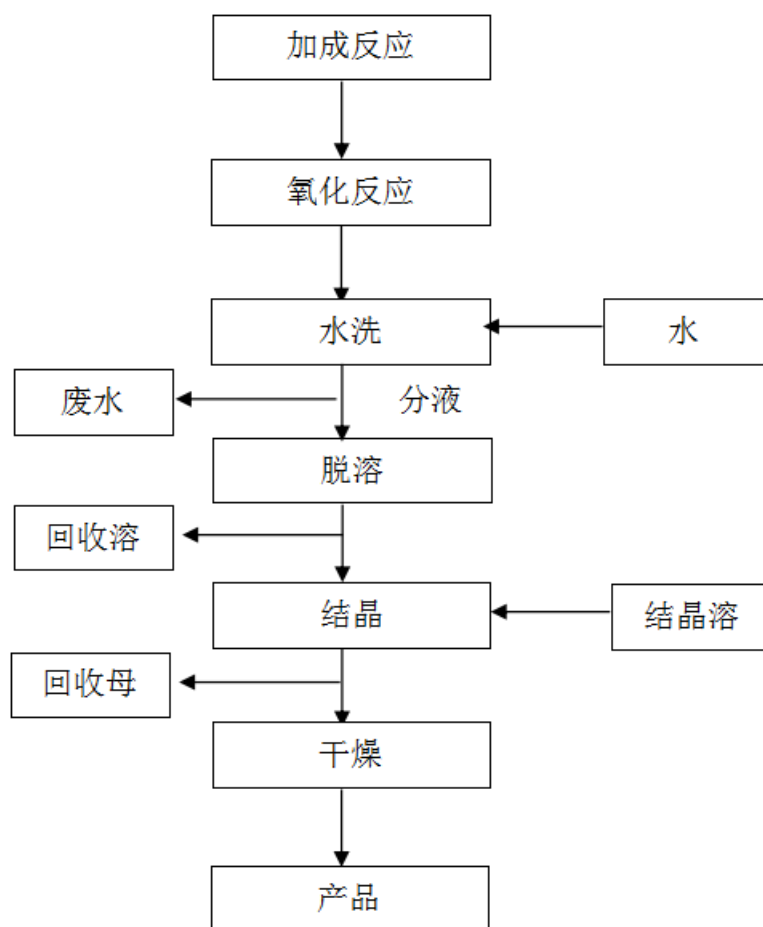 加成反应
氧化反应
水洗
水
废水
分液
脱溶
回收溶
结晶
结晶溶
回收母
干燥
产品